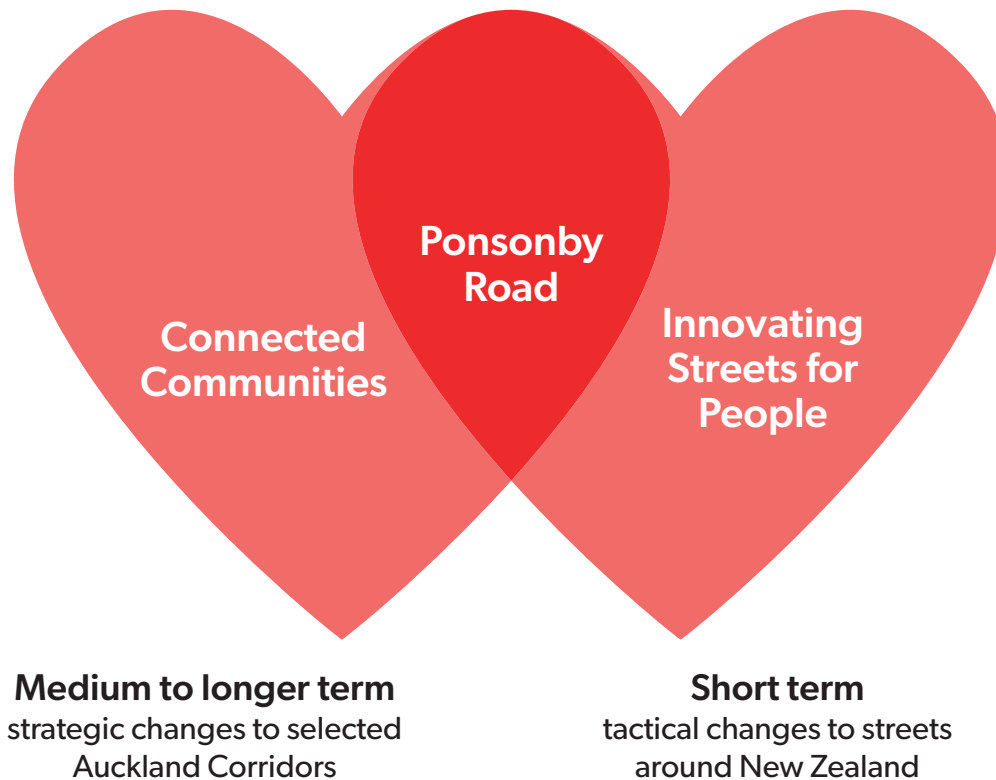 Ponsonby
Road
Connected
Communities
Innovating
Streets for
People
Medium to longer term
strategic changes to selected
Auckland Corridors
Short term
tactical changes to streets
around New Zealand